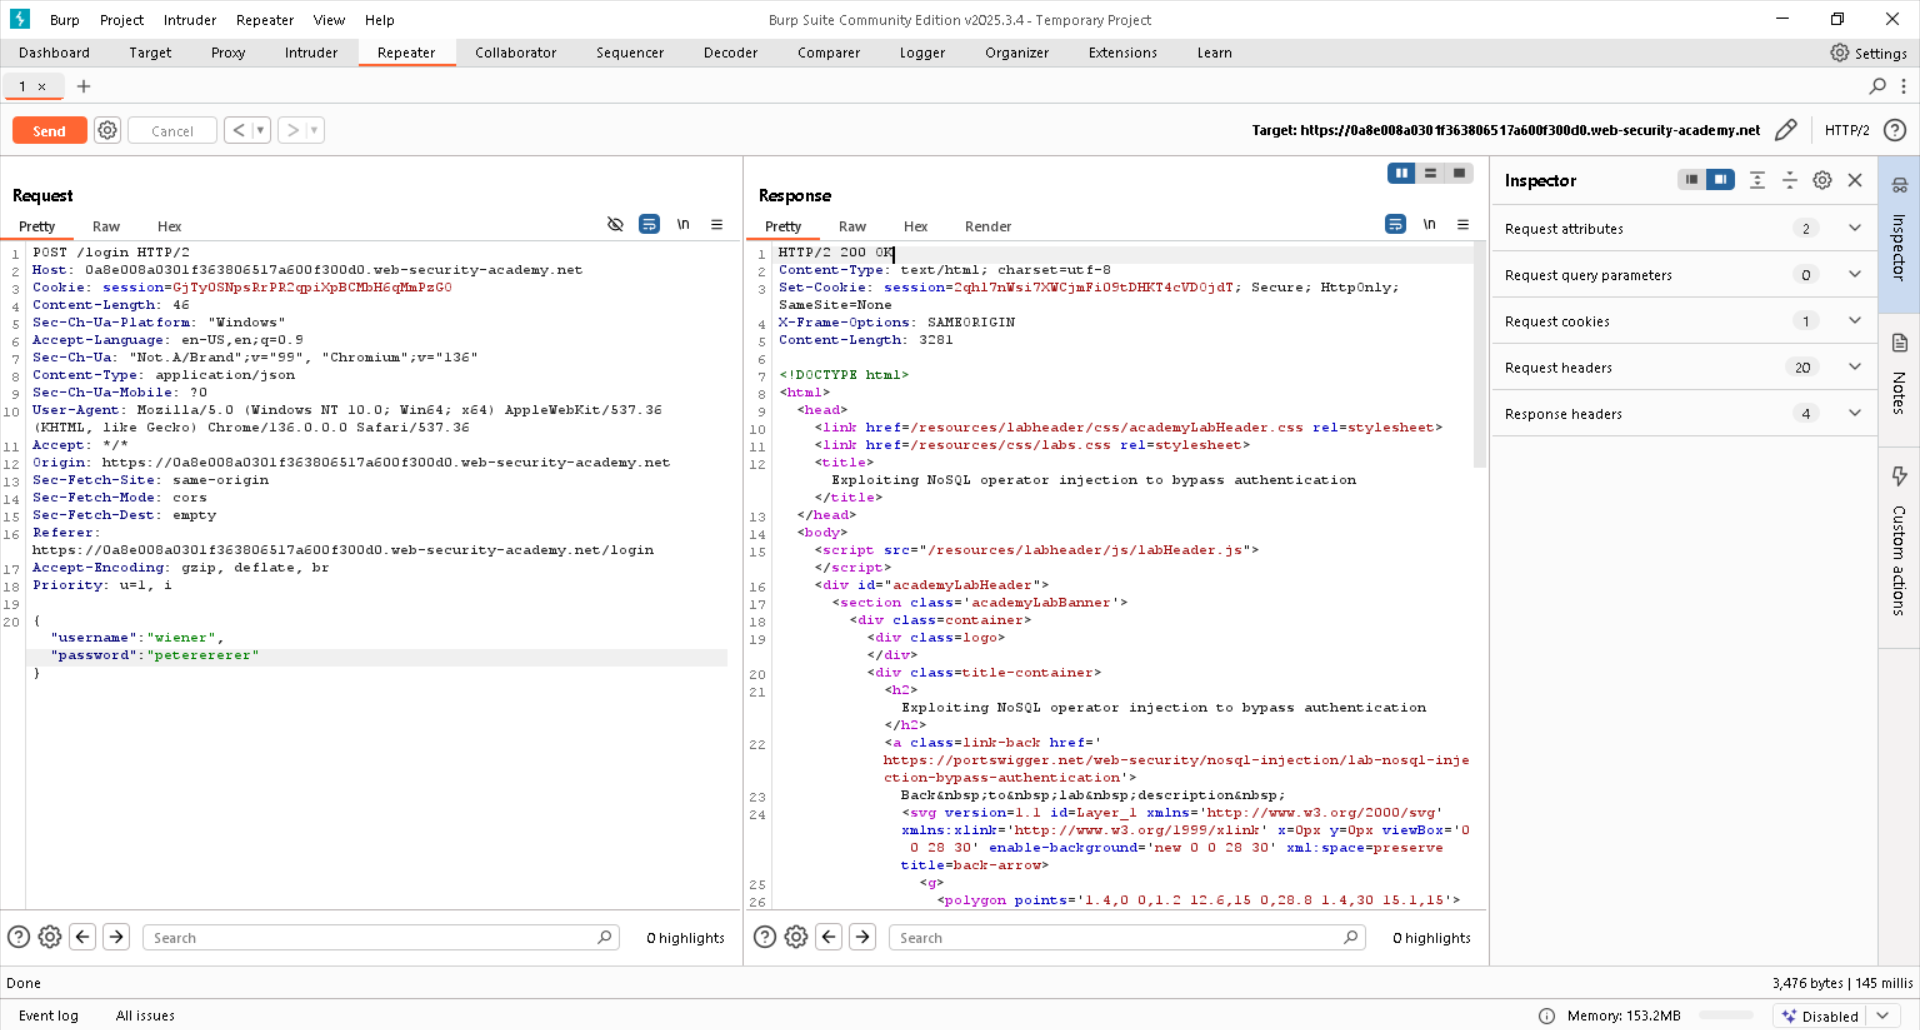 Burp Project Intruder Repeater View Help
Burp Suite Community Edition v2025.3.4 - Temporary Project
Dashboard Target Proxy Intruder Repeater Collaborator Sequencer Decoder Comparer Logger Organizer Extensions Learn
Settings
1 ×
Send
Cancel
Target: https://0a8e008a0301f363806517a600f300d0.web-security-academy.net
HTTP/2
Request
Pretty Raw Hex
\n
1 POST /login HTTP/2
2 Host: 0a8e008a0301f363806517a600f300d0.web-security-academy.net
3 Cookie: session=GjTyOSNpsRrPR2qpiXpBCMbH6qMmPzGO
4 Content-Length: 46
5 Sec-Ch-Ua-Platform: "Windows"
6 Accept-Language: en-US,en;q=0.9
7 Sec-Ch-Ua: "Not.A/Brand";v="99", "Chromium";v="136"
8 Content-Type: application/json
9 Sec-Ch-Ua-Mobile: ?0
10 User-Agent: Mozilla/5.0 (Windows NT 10.0; Win64; x64) AppleWebKit/537.36
(KHTML, like Gecko) Chrome/136.0.0.0 Safari/537.36
11 Accept: */*
12 Origin: https://0a8e008a0301f363806517a600f300d0.web-security-academy.net
13 Sec-Fetch-Site: same-origin
14 Sec-Fetch-Mode: cors
15 Sec-Fetch-Dest: empty
16 Referer:
https://0a8e008a0301f363806517a600f300d0.web-security-academy.net/login
17 Accept-Encoding: gzip, deflate, br
18 Priority: u=1, i
19
20 {
"username":"wiener",
"password":"peterererer"
}
Search
0 highlights
Response
Pretty Raw Hex Render
\n
1 HTTP/2 200 OK
2 Content-Type: text/html; charset=utf-8
3 Set-Cookie: session=2qhl7nWsi7XWCjmFi09tDHKT4cVD0jdT; Secure; HttpOnly;
SameSite=None
4 X-Frame-Options: SAMEORIGIN
5 Content-Length: 3281
6
7 <!DOCTYPE html>
8 <html>
9 <head>
10 <link href=/resources/labheader/css/academyLabHeader.css rel=stylesheet>
11 <link href=/resources/css/labs.css rel=stylesheet>
12 <title>
Exploiting NoSQL operator injection to bypass authentication
</title>
13 </head>
14 <body>
15 <script src="/resources/labheader/js/labHeader.js">
</script>
16 <div id="academyLabHeader">
17 <section class='academyLabBanner'>
18 <div class=container>
19 <div class=logo>
</div>
20 <div class=title-container>
21 <h2>
Exploiting NoSQL operator injection to bypass authentication
</h2>
22 <a class=link-back href='
https://portswigger.net/web-security/nosql-injection/lab-nosql-inje
ction-bypass-authentication'>
23 Back&nbsp;to&nbsp;lab&nbsp;description&nbsp;
24 <svg version=1.1 id=Layer_1 xmlns='http://www.w3.org/2000/svg'
xmlns:xlink='http://www.w3.org/1999/xlink' x=0px y=0px viewBox='0
0 28 30' enable-background='new 0 0 28 30' xml:space=preserve
title=back-arrow>
25 <g>
26 <polygon points='1.4,0 0,1.2 12.6,15 0,28.8 1.4,30 15.1,15'>
Search
0 highlights
Inspector
Request attributes 2
Request query parameters 0
Request cookies 1
Request headers 20
Response headers 4
Inspector
Notes
Custom actions
Done
3,476 bytes | 145 millis
Event log All issues
Memory: 153.2MB
Disabled